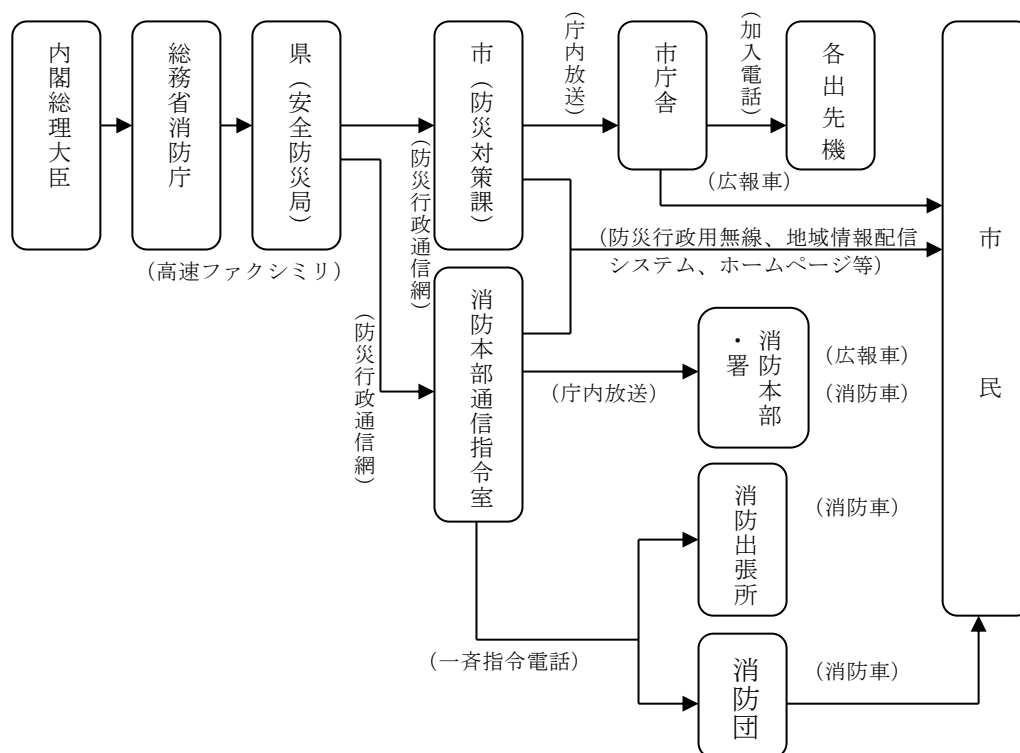 内閣総理大臣
総務省消防庁
県（安全防災局）
（高速ファクシミリ）
（防災行政通信網）
（防災行政通信網）
市（防災対策課）
（庁内放送）
市庁舎
（加入電話）
各出先機
（広報車）
（防災行政用無線、地域情報配信
システム、ホームページ等）
消防本部通信指令室
（庁内放送）
消防本部
・署
（広報車）
（消防車）
消防出張所
（消防車）
（一斉指令電話）
消防団
（消防車）
市民